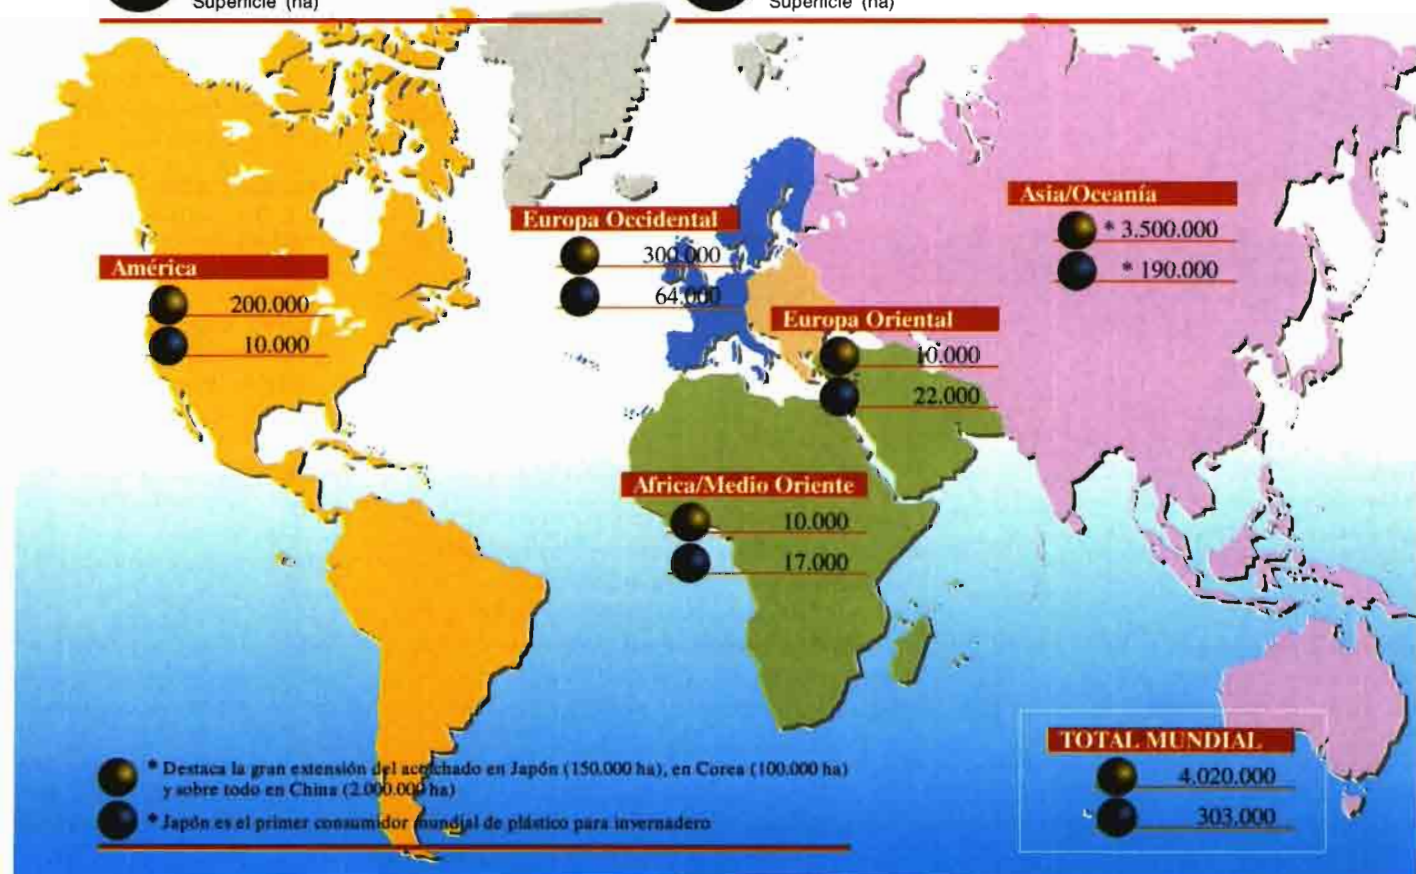 Superficie (ha)
Superficie (ha)
Asia/Oceanía
* 3.500.000
* 190.000
Europa Occidental
300.000
64.000
América
200.000
10.000
Europa Oriental
10.000
22.000
Africa/Medio Oriente
10.000
17.000
TOTAL MUNDIAL
4.020.000
303.000
* Destaca la gran extensión del acolchado en Japón (150.000 ha), en Corea (100.000 ha)
y sobre todo en China (2.000.000 ha)
* Japón es el primer consumidor mundial de plástico para invernadero